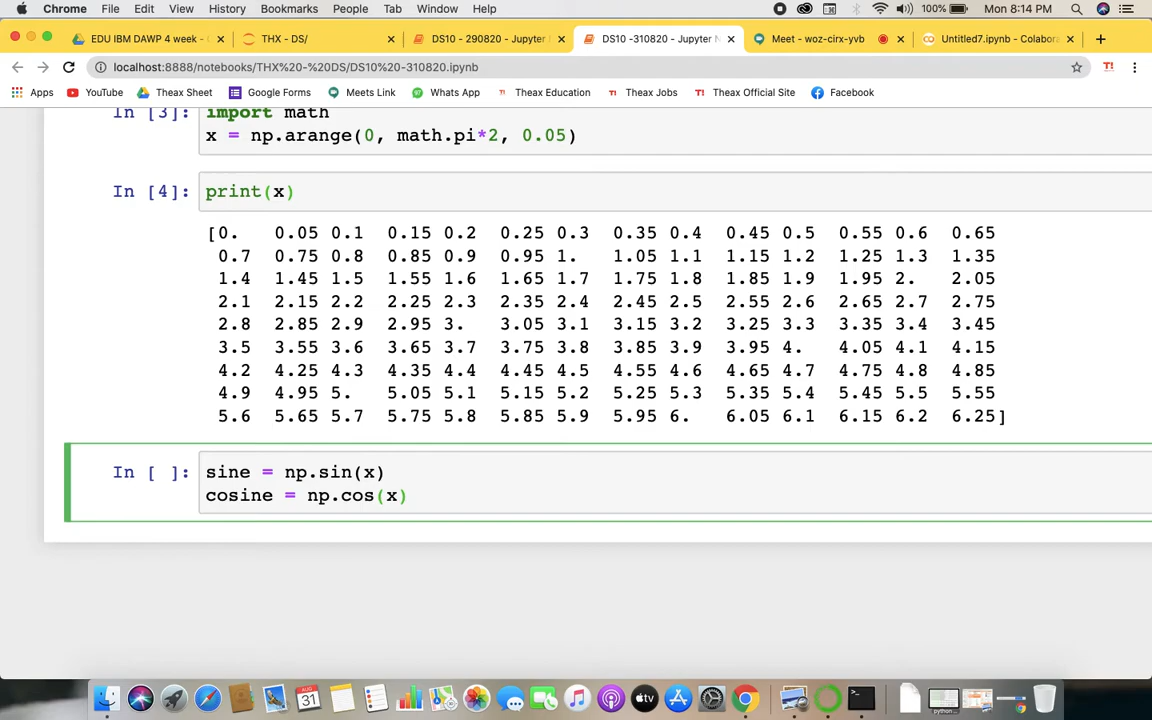 Chrome File Edit View History Bookmarks People Tab Window Help 100% Mon 8:14 PM
EDU IBM DAWP 4 week - THX - DS/ DS10 - 290820 - Jupyter DS10 -310820 - Jupyter N Meet - woz-cirx-yvb Untitled7.ipynb - Colabora
localhost:8888/notebooks/THX%20-%20DS/DS10%20-310820.ipynb T!
Apps YouTube Theax Sheet Google Forms Meets Link Whats App Theax Education Theax Jobs Theax Official Site Facebook
In [3]: import math
x = np.arange(0, math.pi*2, 0.05)
In [4]: print(x)
[0. 0.05 0.1 0.15 0.2 0.25 0.3 0.35 0.4 0.45 0.5 0.55 0.6 0.65
0.7 0.75 0.8 0.85 0.9 0.95 1. 1.05 1.1 1.15 1.2 1.25 1.3 1.35
1.4 1.45 1.5 1.55 1.6 1.65 1.7 1.75 1.8 1.85 1.9 1.95 2. 2.05
2.1 2.15 2.2 2.25 2.3 2.35 2.4 2.45 2.5 2.55 2.6 2.65 2.7 2.75
2.8 2.85 2.9 2.95 3. 3.05 3.1 3.15 3.2 3.25 3.3 3.35 3.4 3.45
3.5 3.55 3.6 3.65 3.7 3.75 3.8 3.85 3.9 3.95 4. 4.05 4.1 4.15
4.2 4.25 4.3 4.35 4.4 4.45 4.5 4.55 4.6 4.65 4.7 4.75 4.8 4.85
4.9 4.95 5. 5.05 5.1 5.15 5.2 5.25 5.3 5.35 5.4 5.45 5.5 5.55
5.6 5.65 5.7 5.75 5.8 5.85 5.9 5.95 6. 6.05 6.1 6.15 6.2 6.25]
In [ ]: sine = np.sin(x)
cosine = np.cos(x)
AUG 31 tv python